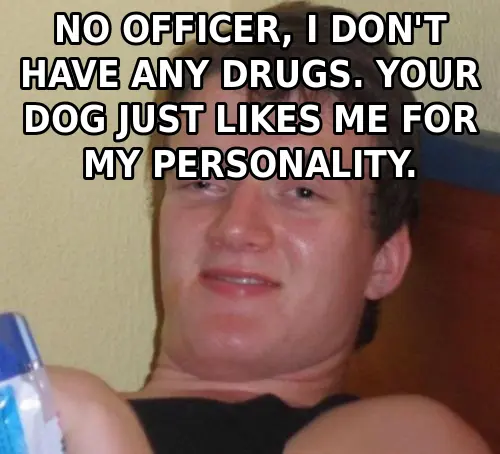 NO OFFICER, I DON'T
HAVE ANY DRUGS. YOUR
DOG JUST LIKES ME FOR
MY PERSONALITY.